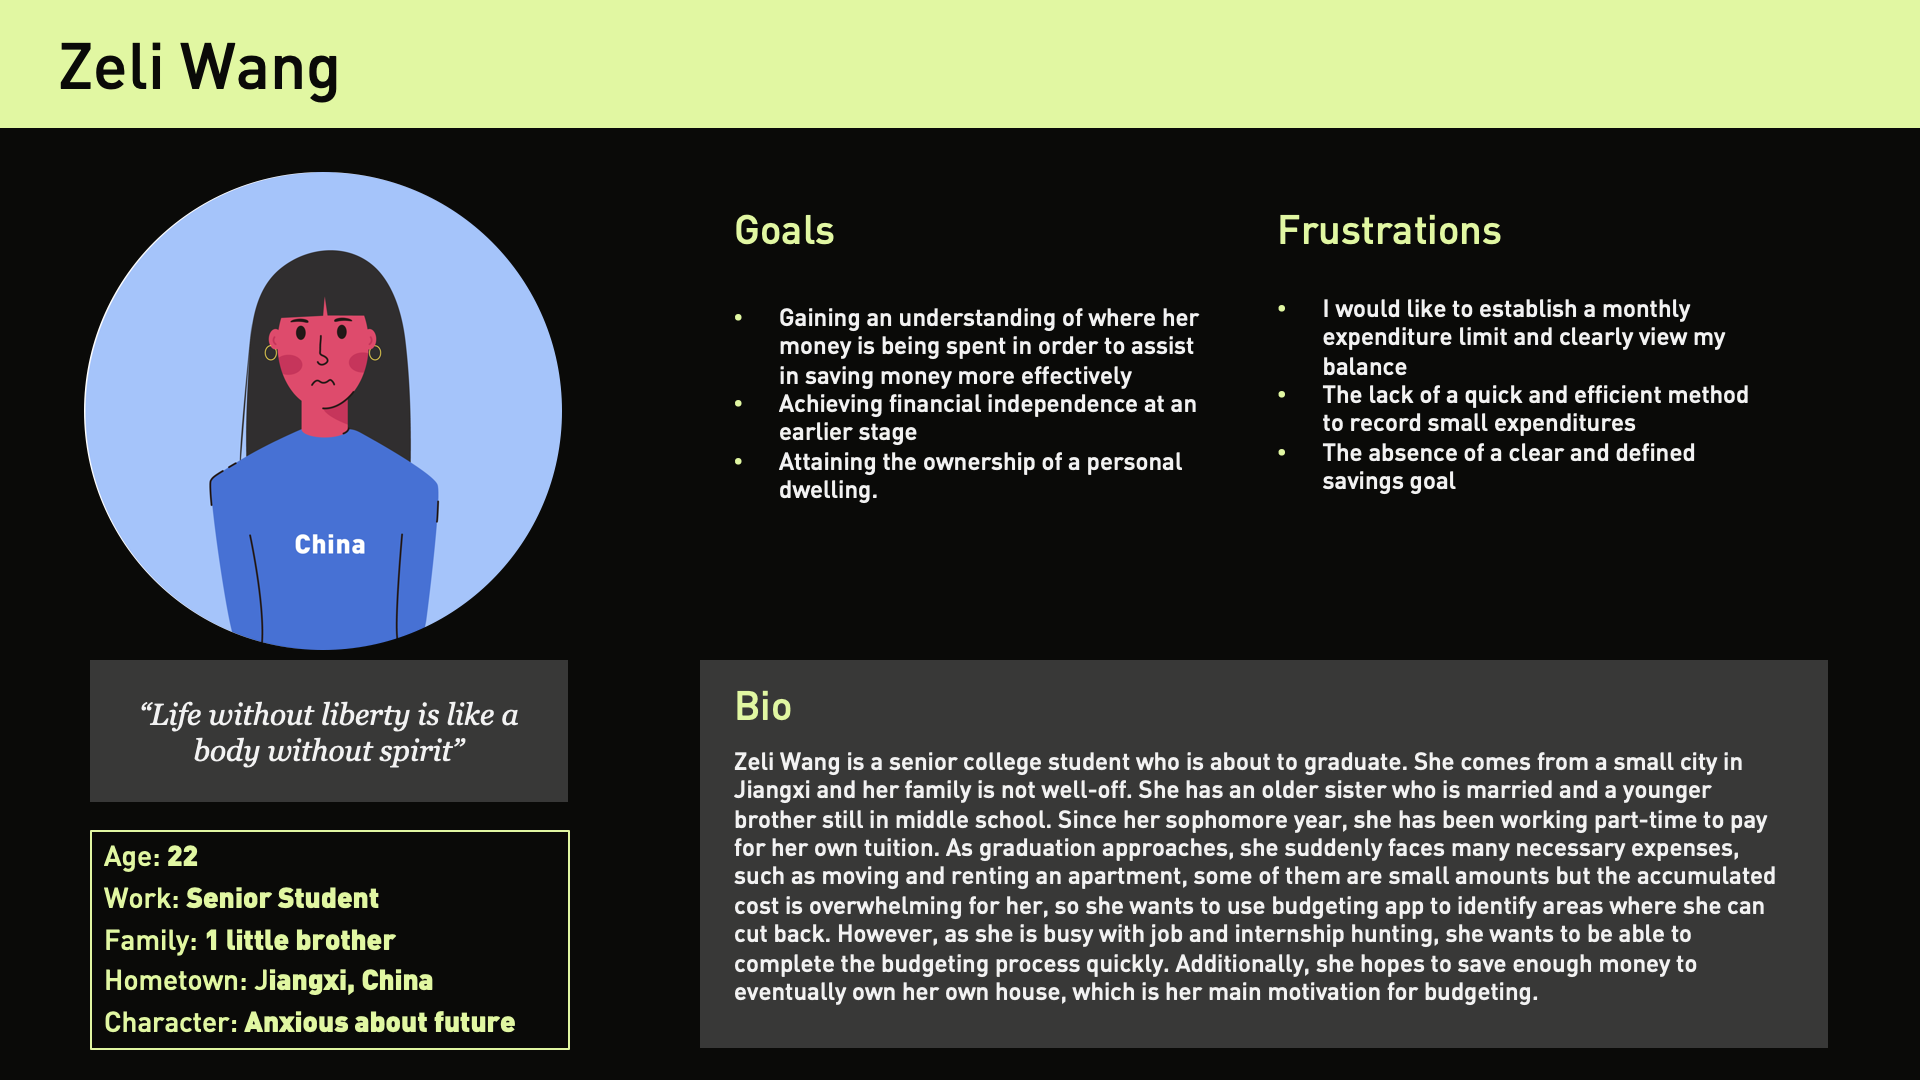 Zeli Wang
China
“Life without liberty is like a
body without spirit”
Age: 22
Work: Senior Student
Family: 1 little brother
Hometown: Jiangxi, China
Character: Anxious about future
Goals
• Gaining an understanding of where her
money is being spent in order to assist
in saving money more effectively
• Achieving financial independence at an
earlier stage
• Attaining the ownership of a personal
dwelling.
Frustrations
• I would like to establish a monthly
expenditure limit and clearly view my
balance
• The lack of a quick and efficient method
to record small expenditures
• The absence of a clear and defined
savings goal
Bio
Zeli Wang is a senior college student who is about to graduate. She comes from a small city in
Jiangxi and her family is not well-off. She has an older sister who is married and a younger
brother still in middle school. Since her sophomore year, she has been working part-time to pay
for her own tuition. As graduation approaches, she suddenly faces many necessary expenses,
such as moving and renting an apartment, some of them are small amounts but the accumulated
cost is overwhelming for her, so she wants to use budgeting app to identify areas where she can
cut back. However, as she is busy with job and internship hunting, she wants to be able to
complete the budgeting process quickly. Additionally, she hopes to save enough money to
eventually own her own house, which is her main motivation for budgeting.